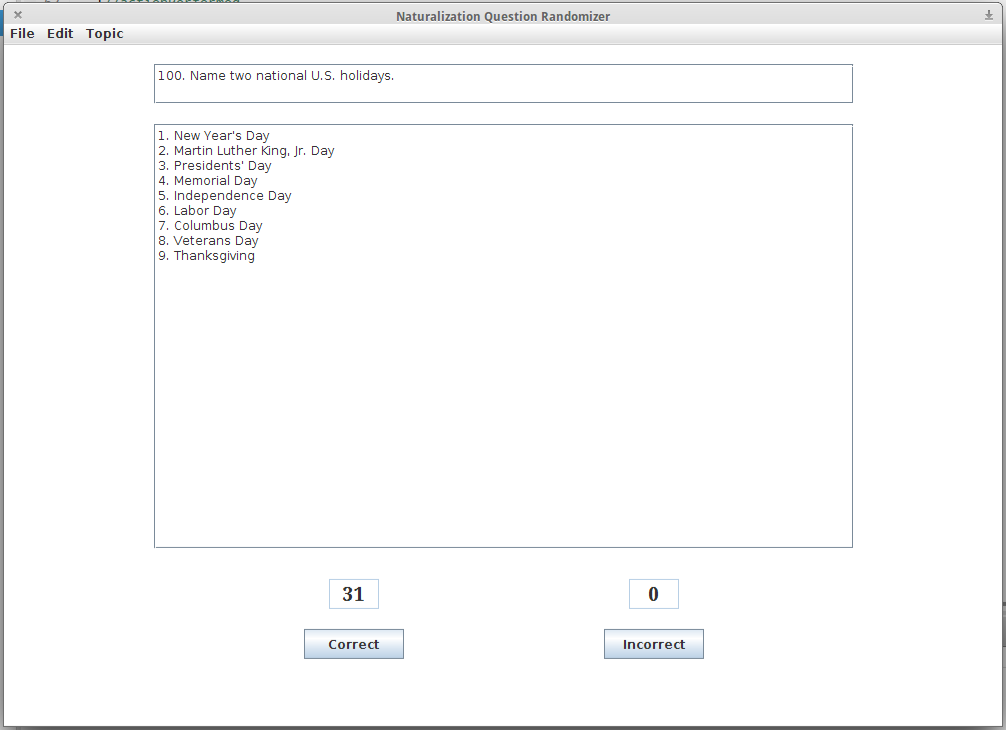 Naturalization Question Randomizer
File Edit Topic
100. Name two national U.S. holidays.
1. New Year's Day
2. Martin Luther King, Jr. Day
3. Presidents' Day
4. Memorial Day
5. Independence Day
6. Labor Day
7. Columbus Day
8. Veterans Day
9. Thanksgiving
31 0
Correct Incorrect